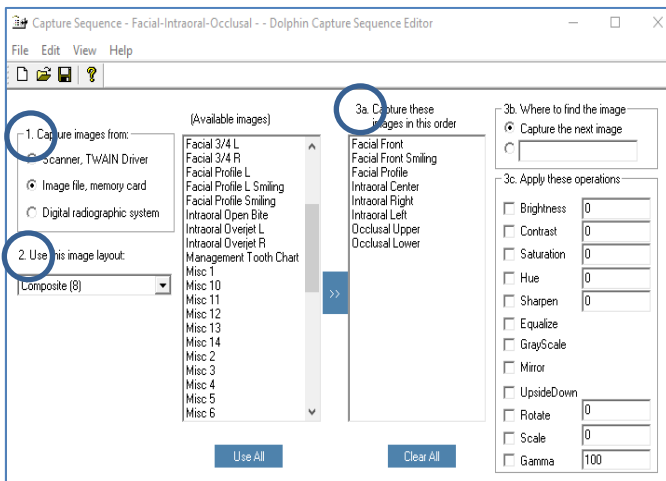 Capture Sequence - Facial-Intraoral-Occlusal - - Dolphin Capture Sequence Editor
File Edit View Help
1. Capture images from:
Scanner, TWAIN Driver
Image file, memory card
Digital radiographic system
2. Use this image layout:
Composite (8)
(Available images)
Facial 3/4 L
Facial 3/4 R
Facial Profile L
Facial Profile L Smiling
Facial Profile Smiling
Intraoral Open Bite
Intraoral Overjet L
Intraoral Overjet R
Management Tooth Chart
Misc 1
Misc 10
Misc 11
Misc 12
Misc 13
Misc 14
Misc 2
Misc 3
Misc 4
Misc 5
Misc 6
Use All
>>
3a. Capture these
images in this order
Facial Front
Facial Front Smiling
Facial Profile
Intraoral Center
Intraoral Right
Intraoral Left
Occlusal Upper
Occlusal Lower
Clear All
3b. Where to find the image
Capture the next image
3c. Apply these operations
Brightness 0
Contrast 0
Saturation 0
Hue 0
Sharpen 0
Equalize
GrayScale
Mirror
UpsideDown
Rotate 0
Scale 0
Gamma 100